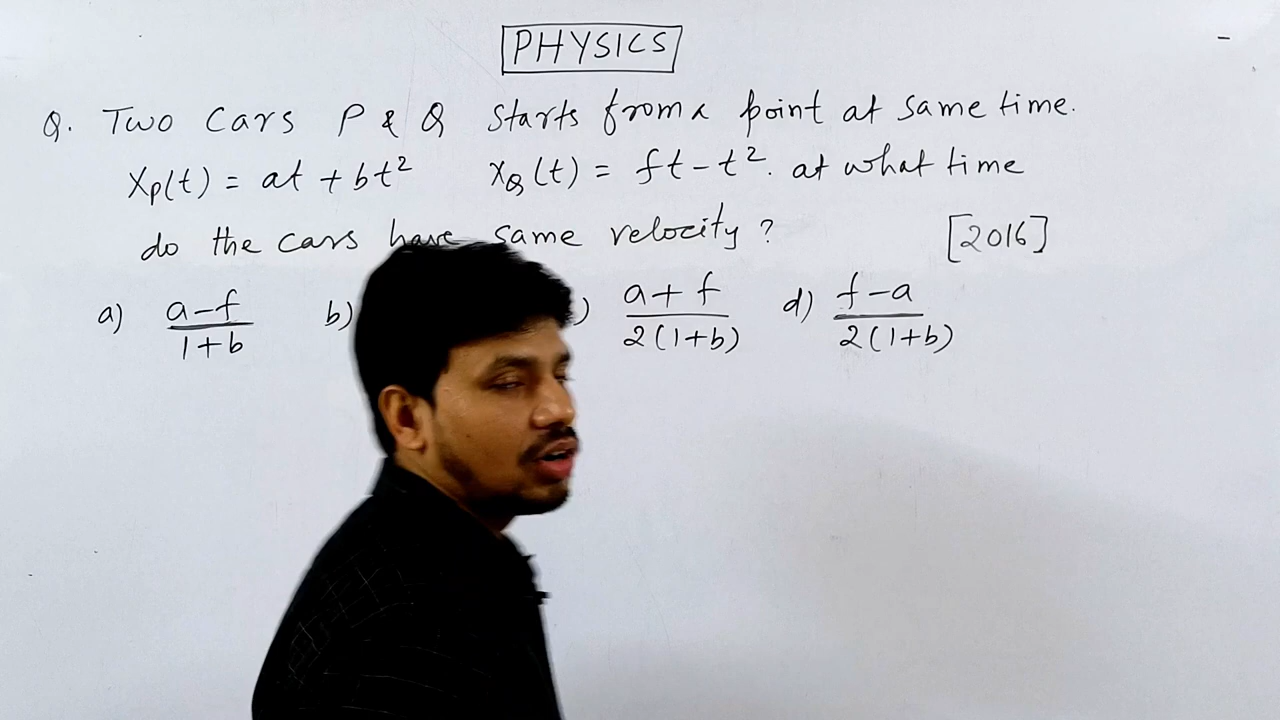 PHYSICS
Q. Two Cars P & Q Starts from a point at same time.
Xp(t) = at + bt² XQ(t) = ft - t². at what time
do the cars have same velocity? [2016]
a) a-f/1+b b) ) a+f/2(1+b) d) f-a/2(1+b)